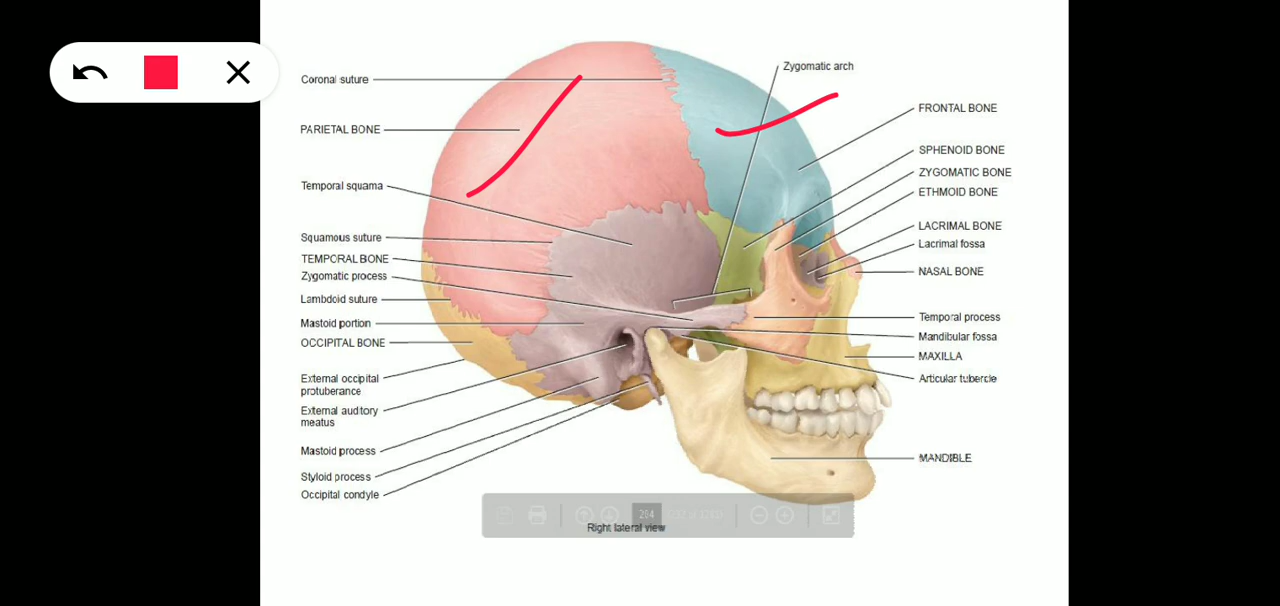 Coronal suture
PARIETAL BONE
Temporal squama
Squamous suture
TEMPORAL BONE
Zygomatic process
Lambdoid suture
Mastoid portion
OCCIPITAL BONE
External occipital
protuberance
External auditory
meatus
Mastoid process
Styloid process
Occipital condyle
Zygomatic arch
FRONTAL BONE
SPHENOID BONE
ZYGOMATIC BONE
ETHMOID BONE
LACRIMAL BONE
Lacrimal fossa
NASAL BONE
Temporal process
Mandibular fossa
MAXILLA
Articular tubercle
MANDIBLE
264
Right lateral view